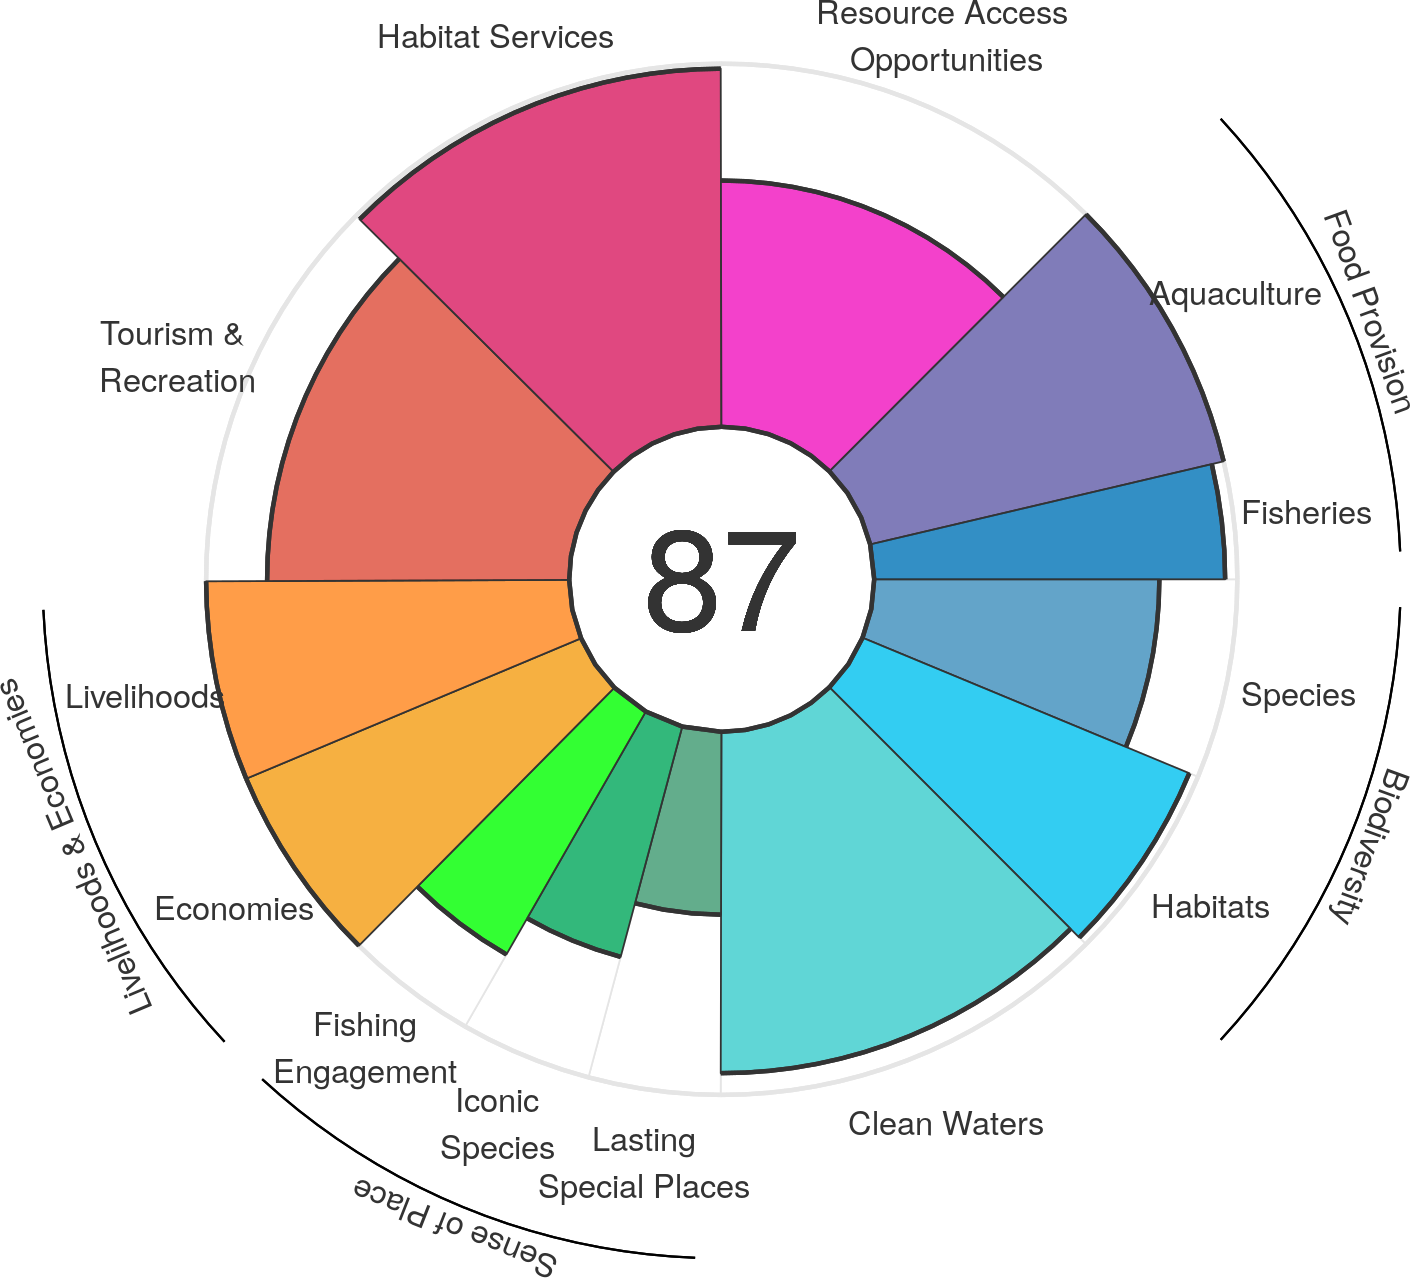 Resource Access
Opportunities
Habitat Services
Food Provision
Aquaculture
Tourism &
Recreation
Fisheries
87
Species
Livelihoods
Livelihoods & Economies
Biodiversity
Habitats
Economies
Fishing
Engagement
Iconic
Species
Clean Waters
Lasting
Special Places
Sense of Place